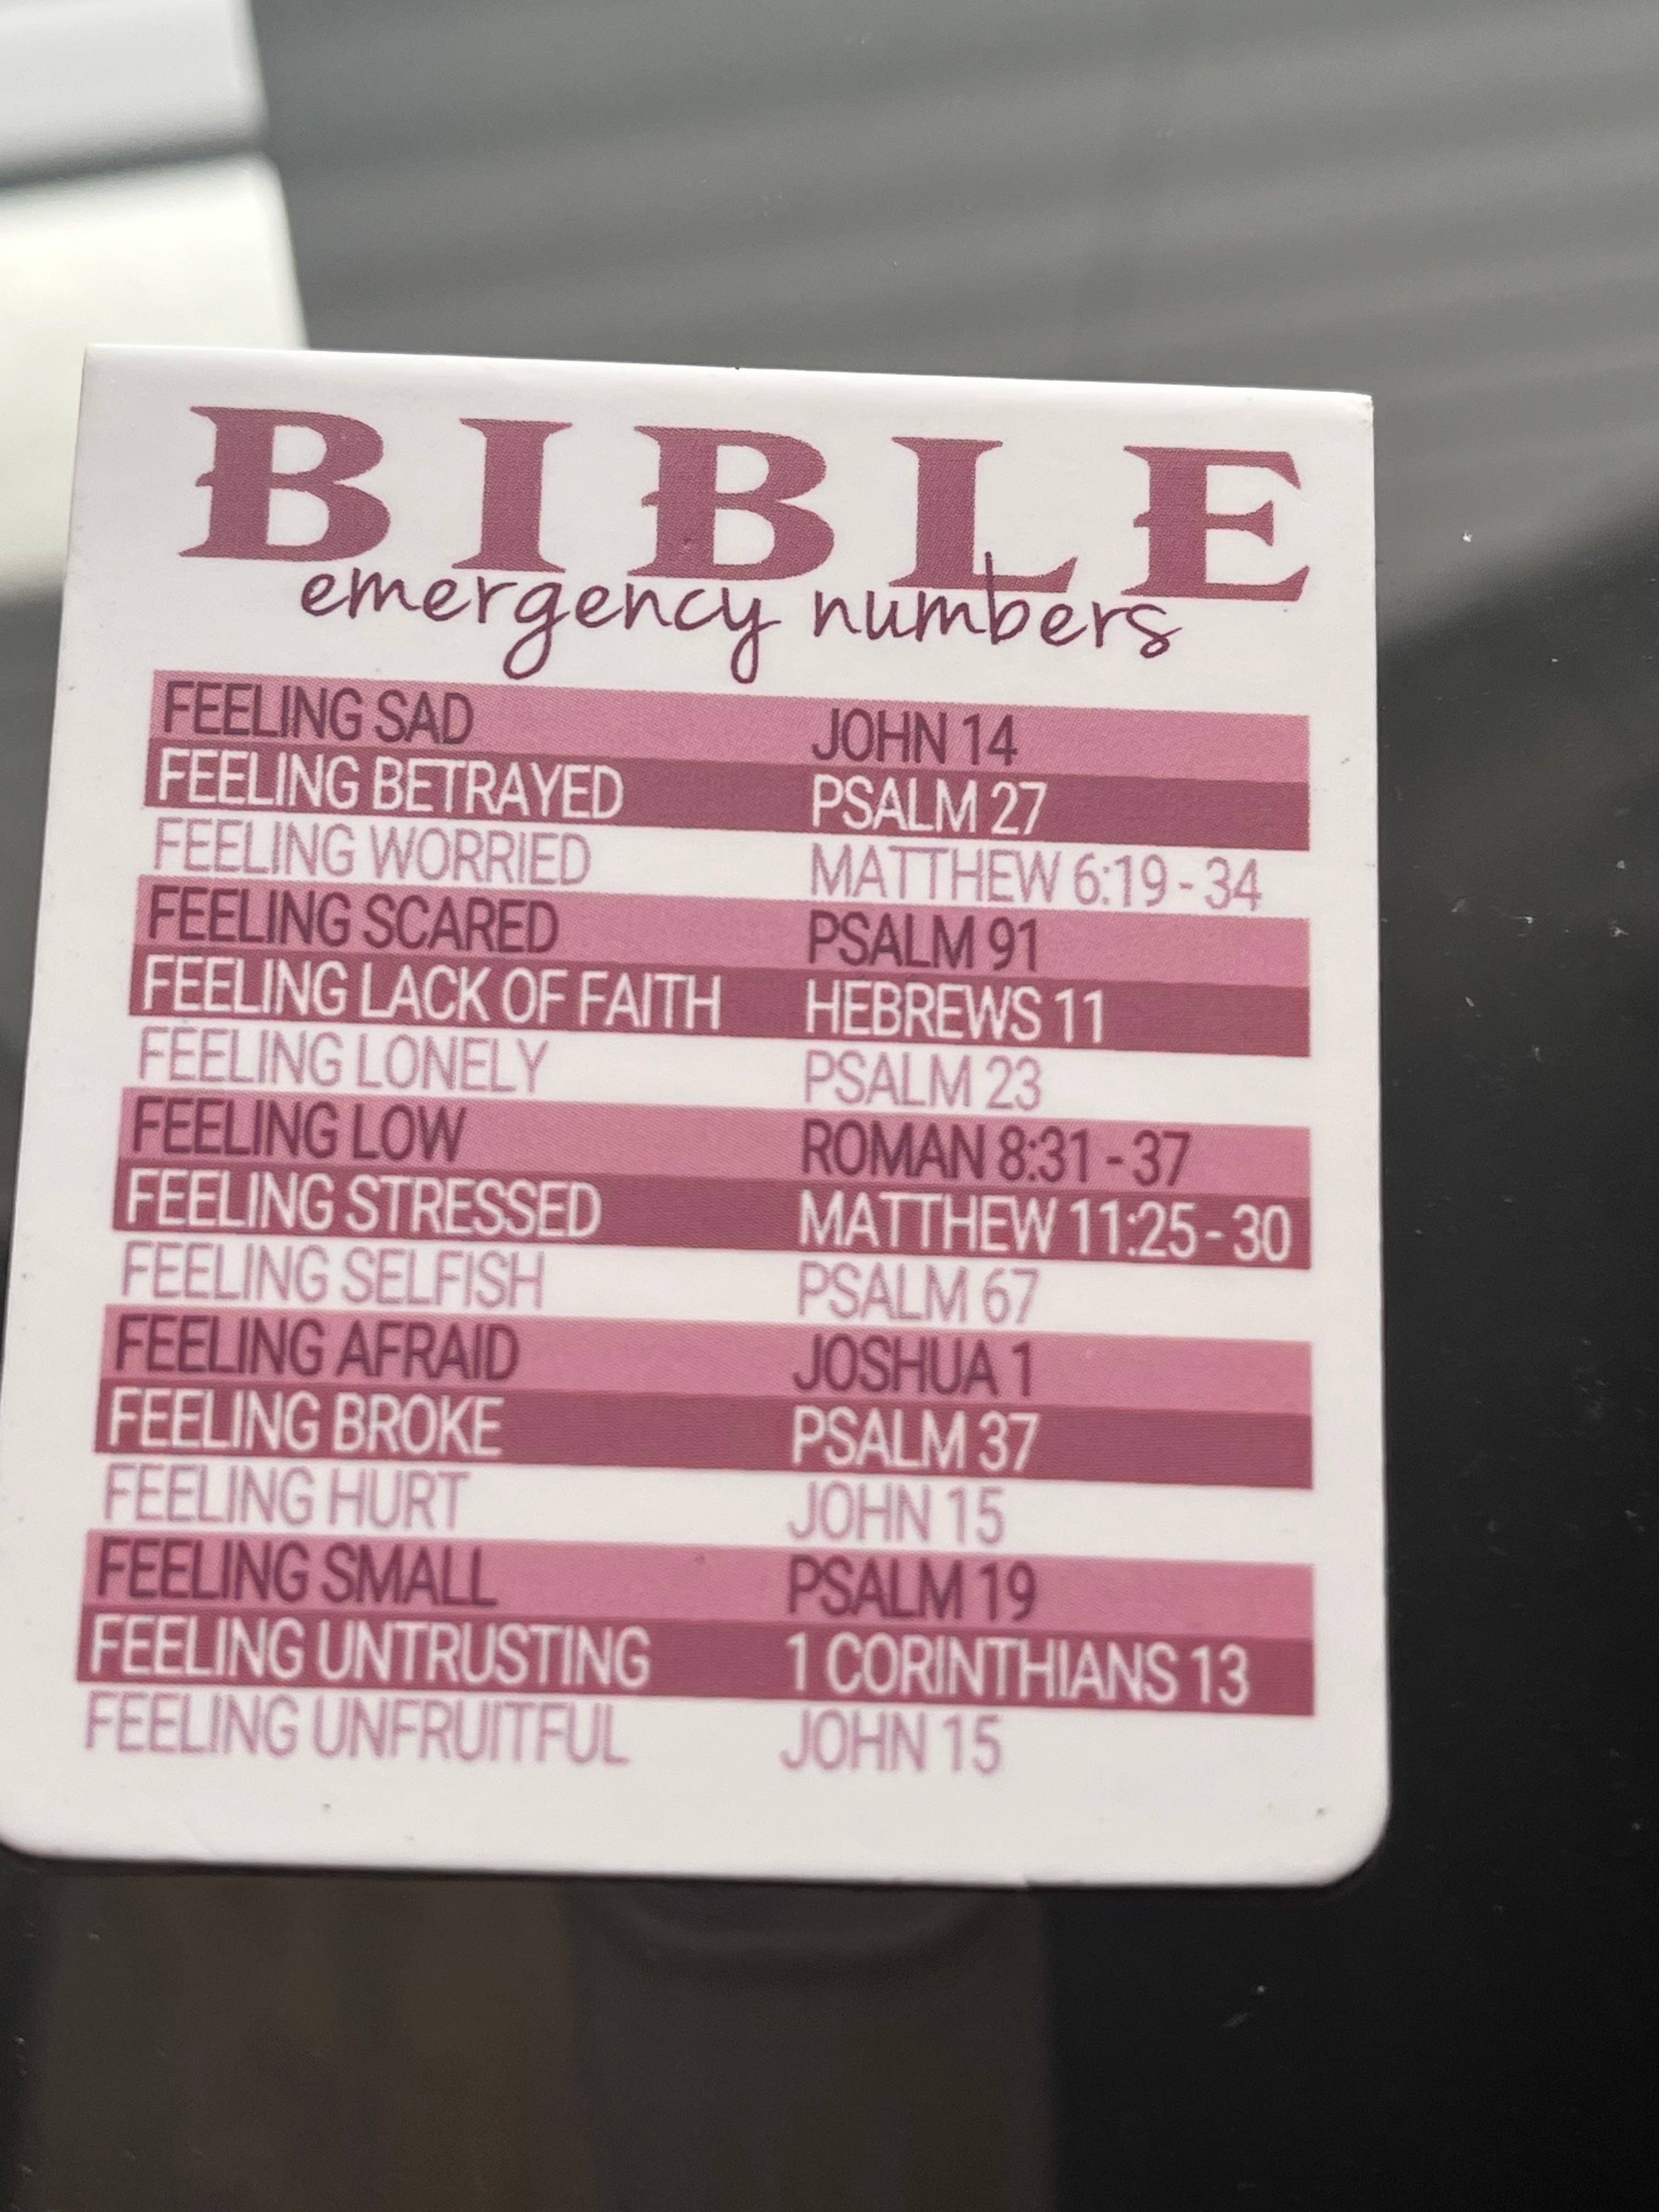 BIBLE
emergency numbers
FEELING SAD JOHN 14
FEELING BETRAYED PSALM 27
FEELING WORRIED MATTHEW 6:19 - 34
FEELING SCARED PSALM 91
FEELING LACK OF FAITH HEBREWS 11
FEELING LONELY PSALM 23
FEELING LOW ROMAN 8:31 - 37
FEELING STRESSED MATTHEW 11:25 - 30
FEELING SELFISH PSALM 67
FEELING AFRAID JOSHUA 1
FEELING BROKE PSALM 37
FEELING HURT JOHN 15
FEELING SMALL PSALM 19
FEELING UNTRUSTING 1 CORINTHIANS 13
FEELING UNFRUITFUL JOHN 15